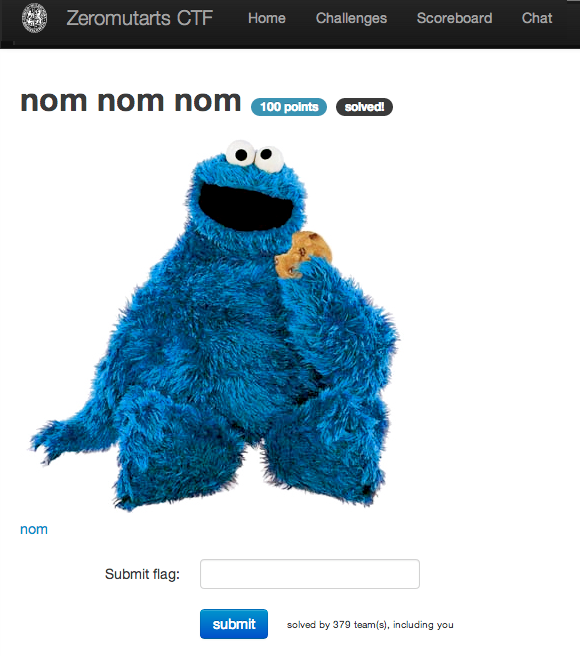 Zeromutarts CTF Home Challenges Scoreboard Chat
nom nom nom 100 points solved!
nom
Submit flag:
submit solved by 379 team(s), including you